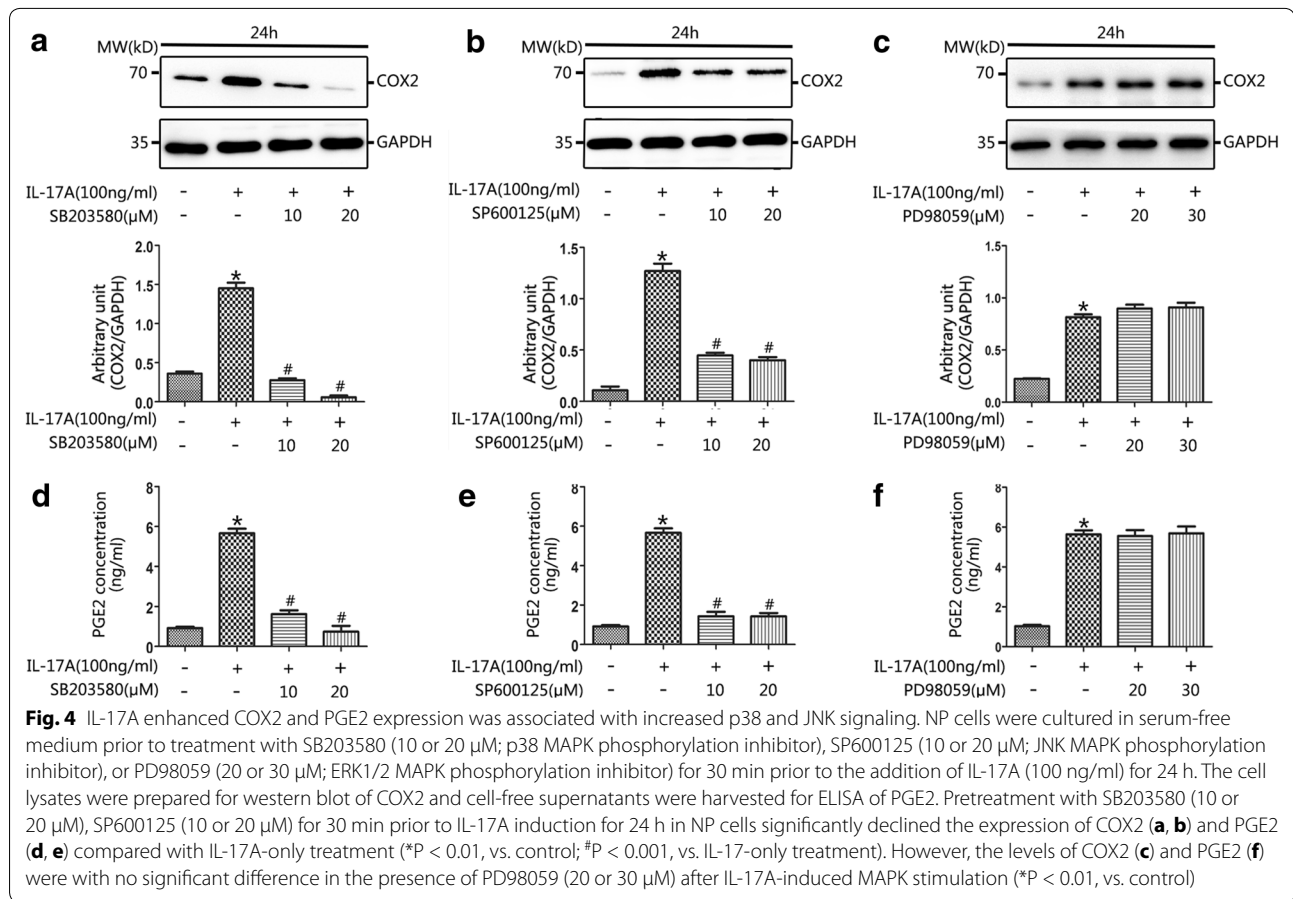 a
24h
MW(kD)
70
COX2
35
GAPDH
IL-17A(100ng/ml) - + + +
SB203580(μM) - - 10 20
Arbitrary unit
(COX2/GAPDH)
2.0
1.5
1.0
0.5
0.0
*
#
#
IL-17A(100ng/ml) - + + +
SB203580(μM) - - 10 20
b
24h
MW(kD)
70
COX2
35
GAPDH
IL-17A(100ng/ml) - + + +
SP600125(μM) - - 10 20
Arbitrary unit
(COX2/GAPDH)
1.5
1.0
0.5
0.0
*
#
#
IL-17A(100ng/ml) - + + +
SP600125(μM) - - 10 20
c
24h
MW(kD)
70
COX2
35
GAPDH
IL-17A(100ng/ml) - + + +
PD98059(μM) - - 20 30
Arbitrary unit
(COX2/GAPDH)
1.5
1.0
0.5
0.0
*
IL-17A(100ng/ml) - + + +
PD98059(μM) - - 20 30
d
PGE2 concentration
(ng/ml)
8
6
4
2
0
*
#
#
IL-17A(100ng/ml) - + + +
SB203580(μM) - - 10 20
e
PGE2 concentration
(ng/ml)
8
6
4
2
0
*
#
#
IL-17A(100ng/ml) - + + +
SP600125(μM) - - 10 20
f
PGE2 concentration
(ng/ml)
8
6
4
2
0
*
IL-17A(100ng/ml) - + + +
PD98059(μM) - - 20 30
Fig. 4 IL-17A enhanced COX2 and PGE2 expression was associated with increased p38 and JNK signaling. NP cells were cultured in serum-free
medium prior to treatment with SB203580 (10 or 20 μM; p38 MAPK phosphorylation inhibitor), SP600125 (10 or 20 μM; JNK MAPK phosphorylation
inhibitor), or PD98059 (20 or 30 μM; ERK1/2 MAPK phosphorylation inhibitor) for 30 min prior to the addition of IL-17A (100 ng/ml) for 24 h. The cell
lysates were prepared for western blot of COX2 and cell-free supernatants were harvested for ELISA of PGE2. Pretreatment with SB203580 (10 or
20 μM), SP600125 (10 or 20 μM) for 30 min prior to IL-17A induction for 24 h in NP cells significantly declined the expression of COX2 (a, b) and PGE2
(d, e) compared with IL-17A-only treatment (*P < 0.01, vs. control; #P < 0.001, vs. IL-17-only treatment). However, the levels of COX2 (c) and PGE2 (f)
were with no significant difference in the presence of PD98059 (20 or 30 μM) after IL-17A-induced MAPK stimulation (*P < 0.01, vs. control)